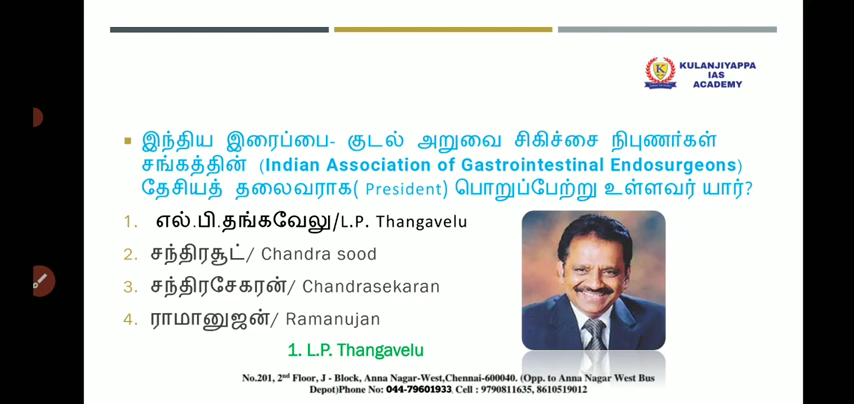 KULANJIYAPPA
IAS
ACADEMY
இந்திய இரைப்பை- குடல் அறுவை சிகிச்சை நிபுணர்கள்
சங்கத்தின் (Indian Association of Gastrointestinal Endosurgeons)
தேசியத் தலைவராக( President) பொறுப்பேற்று உள்ளவர் யார்?
1. எல்.பி.தங்கவேலு/L.P. Thangavelu
2. சந்திரசூட்/ Chandra sood
3. சந்திரசேகரன்/ Chandrasekaran
4. ராமானுஜன்/ Ramanujan
1. L.P. Thangavelu
No.201, 2nd Floor, J - Block, Anna Nagar-West,Chennai-600040. (Opp. to Anna Nagar West Bus
Depot)Phone No: 044-79601933, Cell : 9790811635, 8610519012